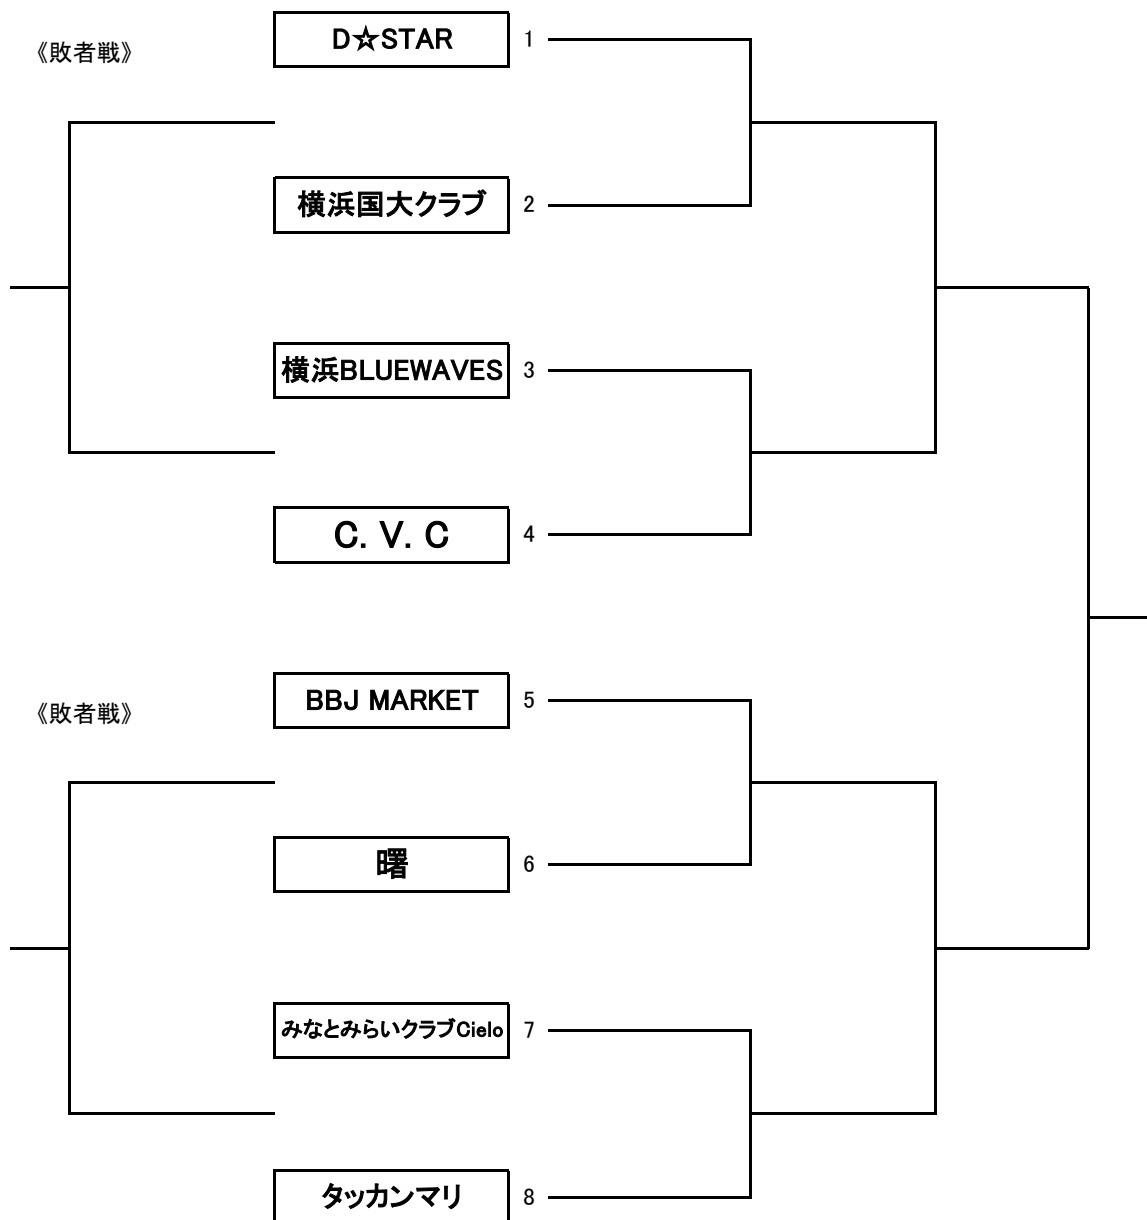 《敗者戦》
D☆STAR 1
横浜国大クラブ 2
横浜BLUEWAVES 3
C. V. C 4
《敗者戦》
BBJ MARKET 5
曙 6
みなとみらいクラブCielo 7
タッカンマリ 8